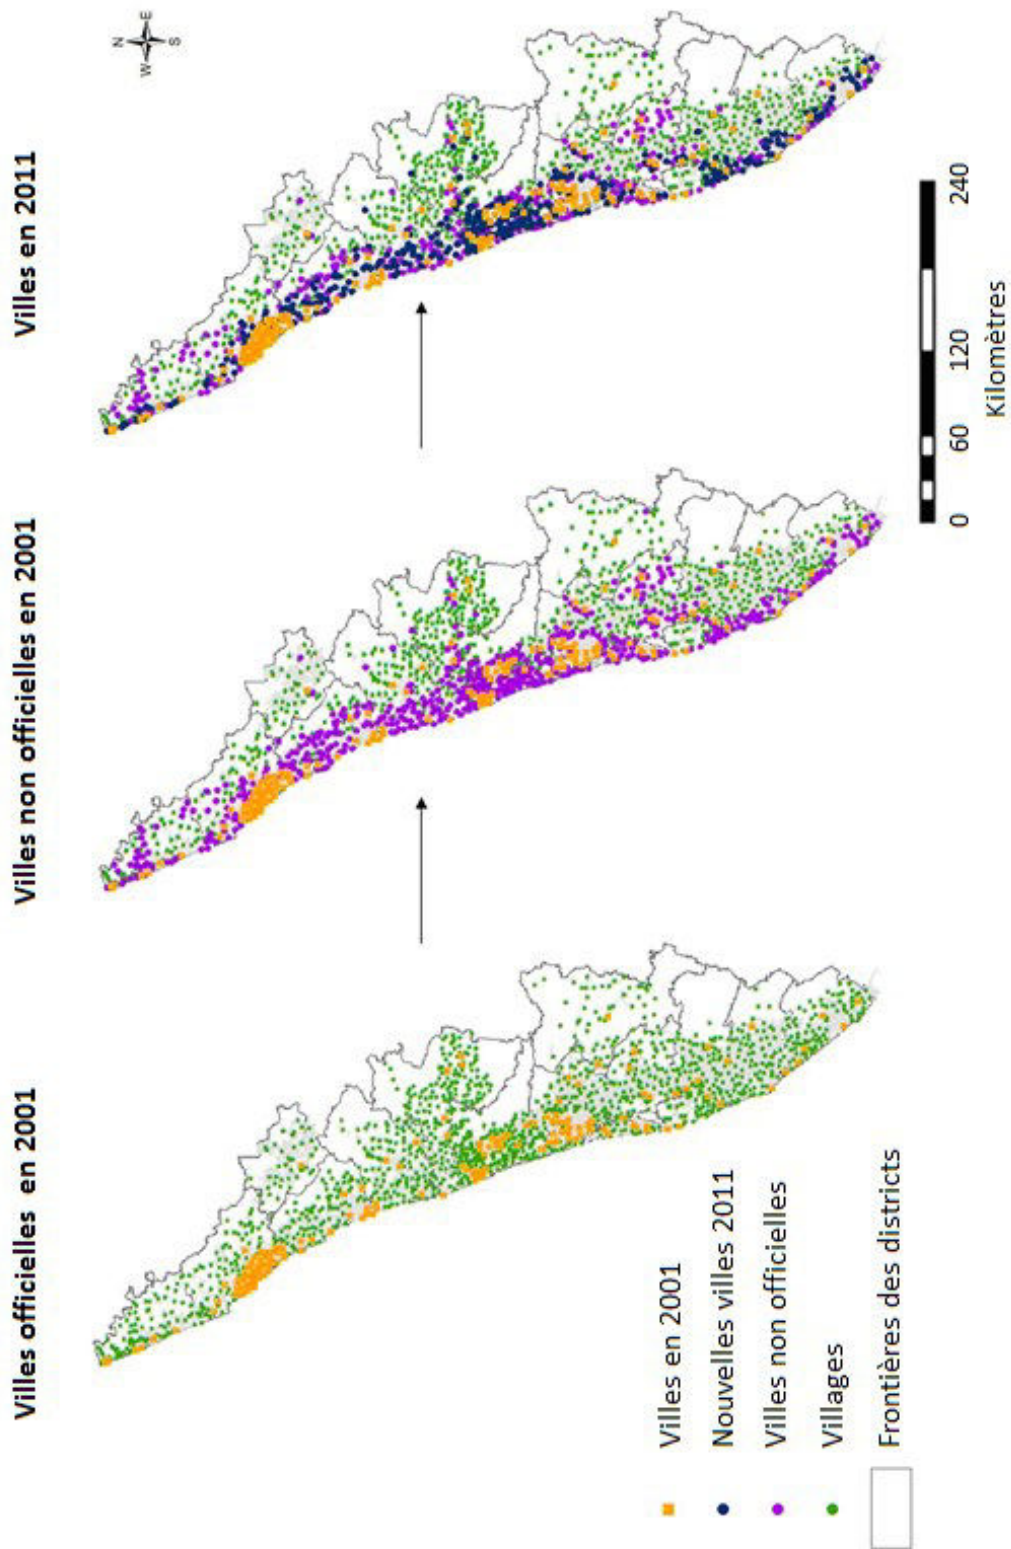 Villes officielles en 2001
Villes non officielles en 2001
Villes en 2011
N
W
E
S
Villes en 2001
Nouvelles villes 2011
Villes non officielles
Villages
Frontières des districts
0 60 120 240
Kilomètres